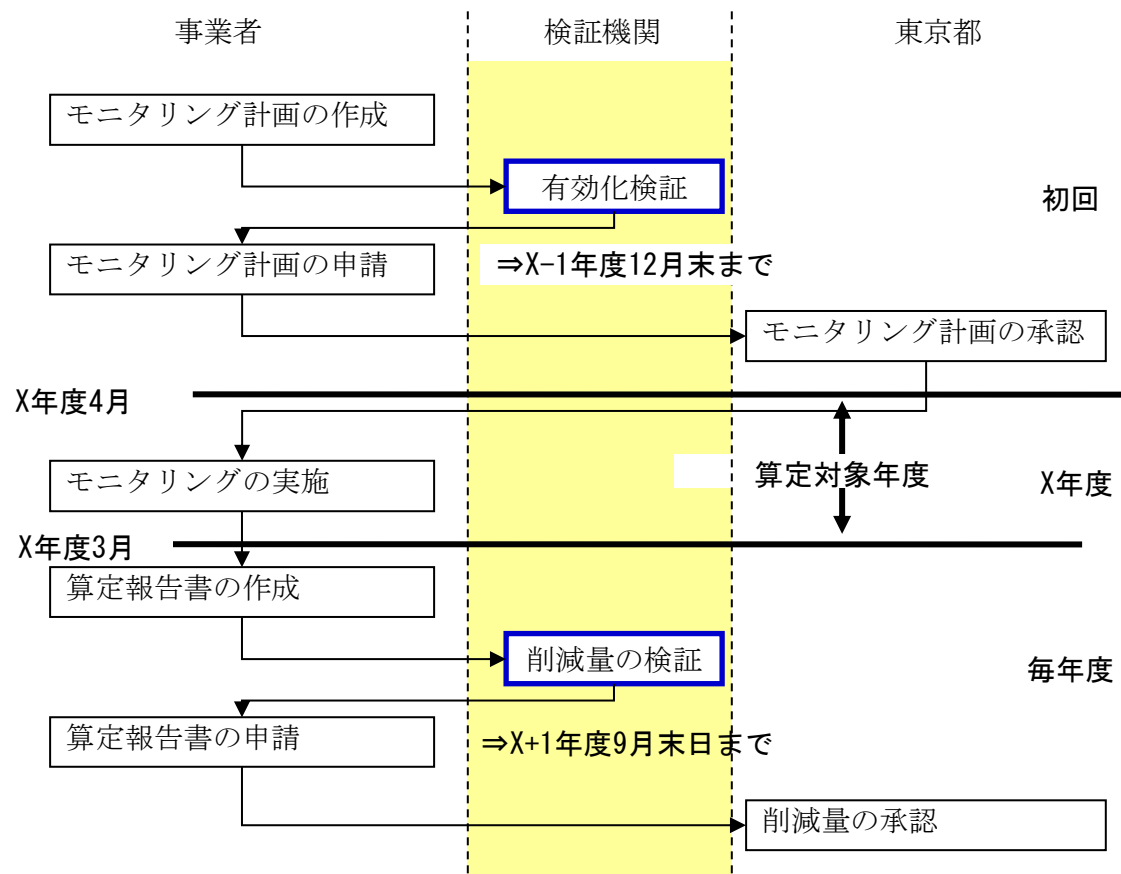 事業者
検証機関
東京都
モニタリング計画の作成
有効化検証
初回
モニタリング計画の申請
⇒X−1年度12月末まで
モニタリング計画の承認
X年度4月
モニタリングの実施
算定対象年度
X年度
X年度3月
算定報告書の作成
削減量の検証
毎年度
算定報告書の申請
⇒X+1年度9月末日まで
削減量の承認